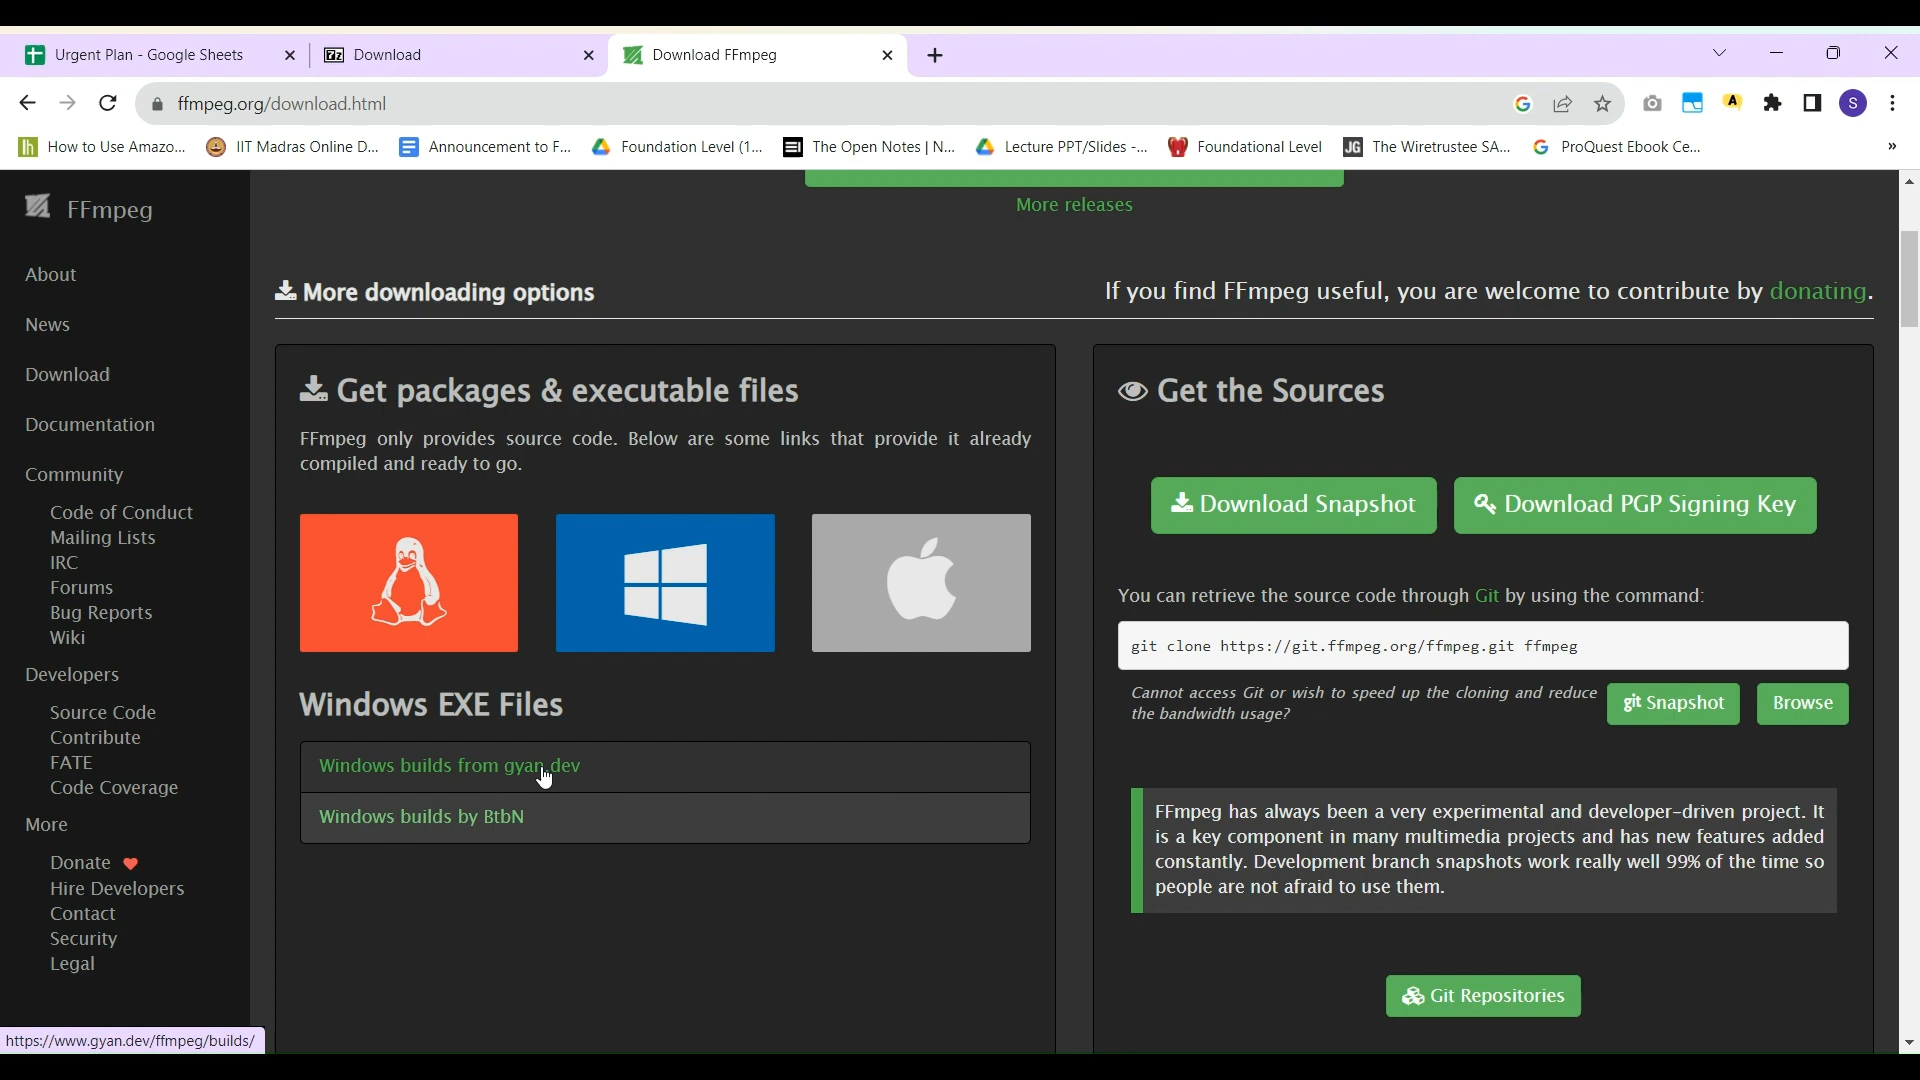 Urgent Plan - Google Sheets
Download
Download FFmpeg
ffmpeg.org/download.html
S
How to Use Amazo...
IIT Madras Online D...
Announcement to F...
Foundation Level (1...
The Open Notes | N...
Lecture PPT/Slides -...
Foundational Level
JG
The Wiretrustee SA...
ProQuest Ebook Ce...
»
FFmpeg
About
News
Download
Documentation
Community
Code of Conduct
Mailing Lists
IRC
Forums
Bug Reports
Wiki
Developers
Source Code
Contribute
FATE
Code Coverage
More
Donate
Hire Developers
Contact
Security
Legal
https://www.gyan.dev/ffmpeg/builds/
More releases
More downloading options
If you find FFmpeg useful, you are welcome to contribute by donating.
Get packages & executable files
FFmpeg only provides source code. Below are some links that provide it already
compiled and ready to go.
Windows EXE Files
Windows builds from gyan.dev
Windows builds by BtbN
Get the Sources
Download Snapshot
Download PGP Signing Key
You can retrieve the source code through Git by using the command:
git clone https://git.ffmpeg.org/ffmpeg.git ffmpeg
Cannot access Git or wish to speed up the cloning and reduce
the bandwidth usage?
git Snapshot
Browse
FFmpeg has always been a very experimental and developer-driven project. It
is a key component in many multimedia projects and has new features added
constantly. Development branch snapshots work really well 99% of the time so
people are not afraid to use them.
Git Repositories